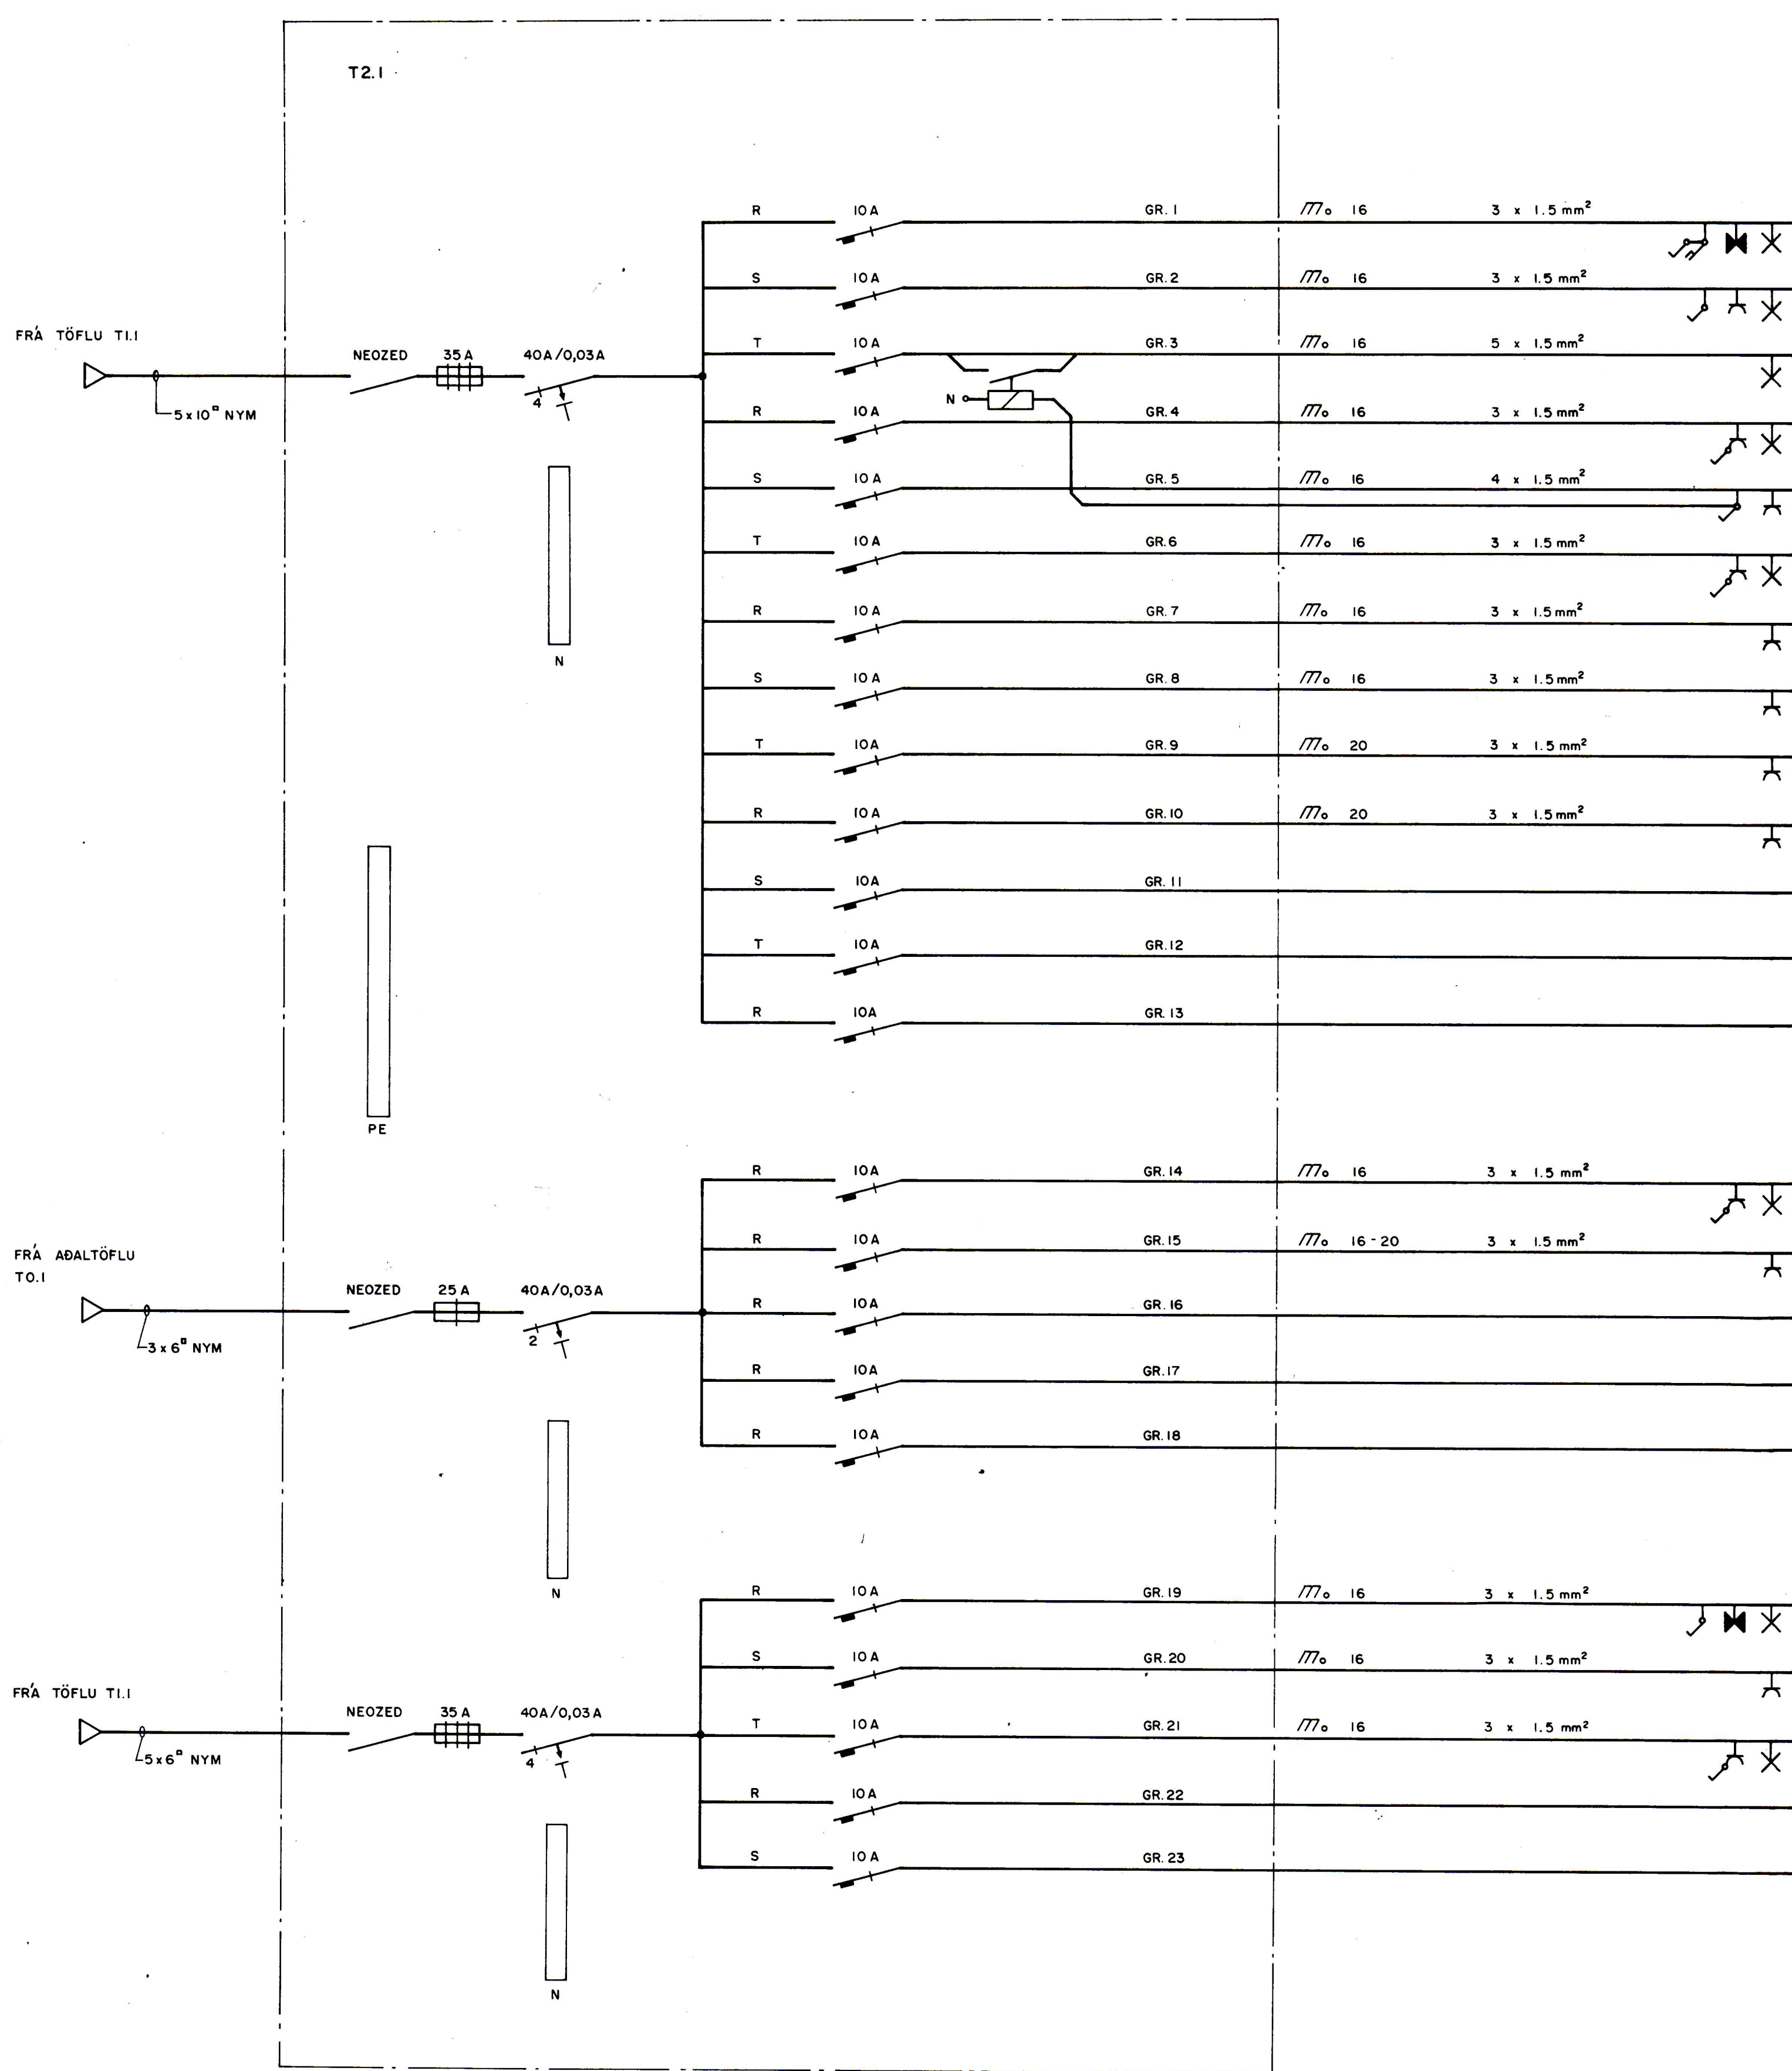 T2.1
R 10A GR. 1 16 3 x 1.5 mm²
S 10A GR. 2 16 3 x 1.5 mm²
FRÁ TÖFLU T1.1
T 10A GR. 3 16 5 x 1.5 mm²
NEOZED 35A 40A/0,03A
4
N
5x10□ NYM
R 10A GR. 4 16 3 x 1.5 mm²
S 10A GR. 5 16 4 x 1.5 mm²
T 10A GR. 6 16 3 x 1.5 mm²
R 10A GR. 7 16 3 x 1.5 mm²
N
S 10A GR. 8 16 3 x 1.5 mm²
T 10A GR. 9 20 3 x 1.5 mm²
R 10A GR. 10 20 3 x 1.5 mm²
S 10A GR. 11
T 10A GR. 12
R 10A GR. 13
PE
R 10A GR. 14 16 3 x 1.5 mm²
R 10A GR. 15 16-20 3 x 1.5 mm²
FRÁ AÐALTÖFLU
T0.1
NEOZED 25A 40A/0,03A
R 10A GR. 16
2
3x6□ NYM
R 10A GR. 17
R 10A GR. 18
N
R 10A GR. 19 16 3 x 1.5 mm²
S 10A GR. 20 16 3 x 1.5 mm²
FRÁ TÖFLU T1.1
NEOZED 35A 40A/0,03A
T 10A GR. 21 16 3 x 1.5 mm²
4
5x6□ NYM
R 10A GR. 22
S 10A GR. 23
N